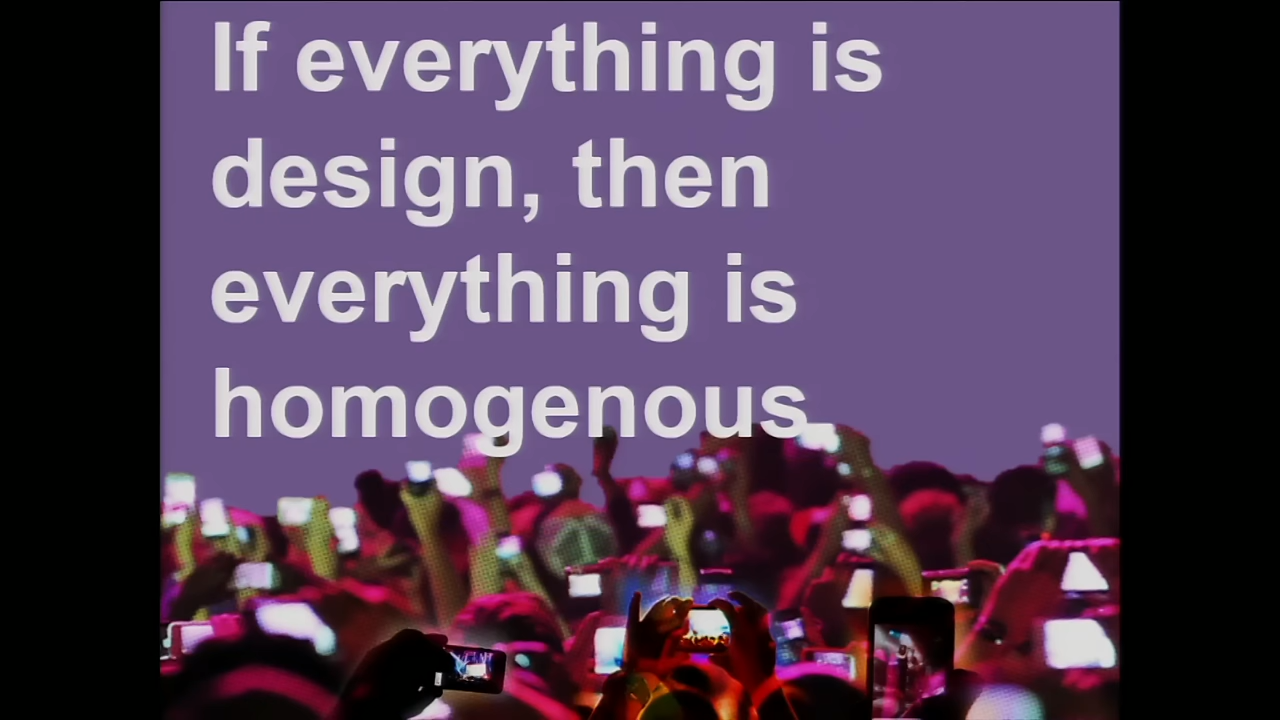 If everything is
design, then
everything is
homogenous.